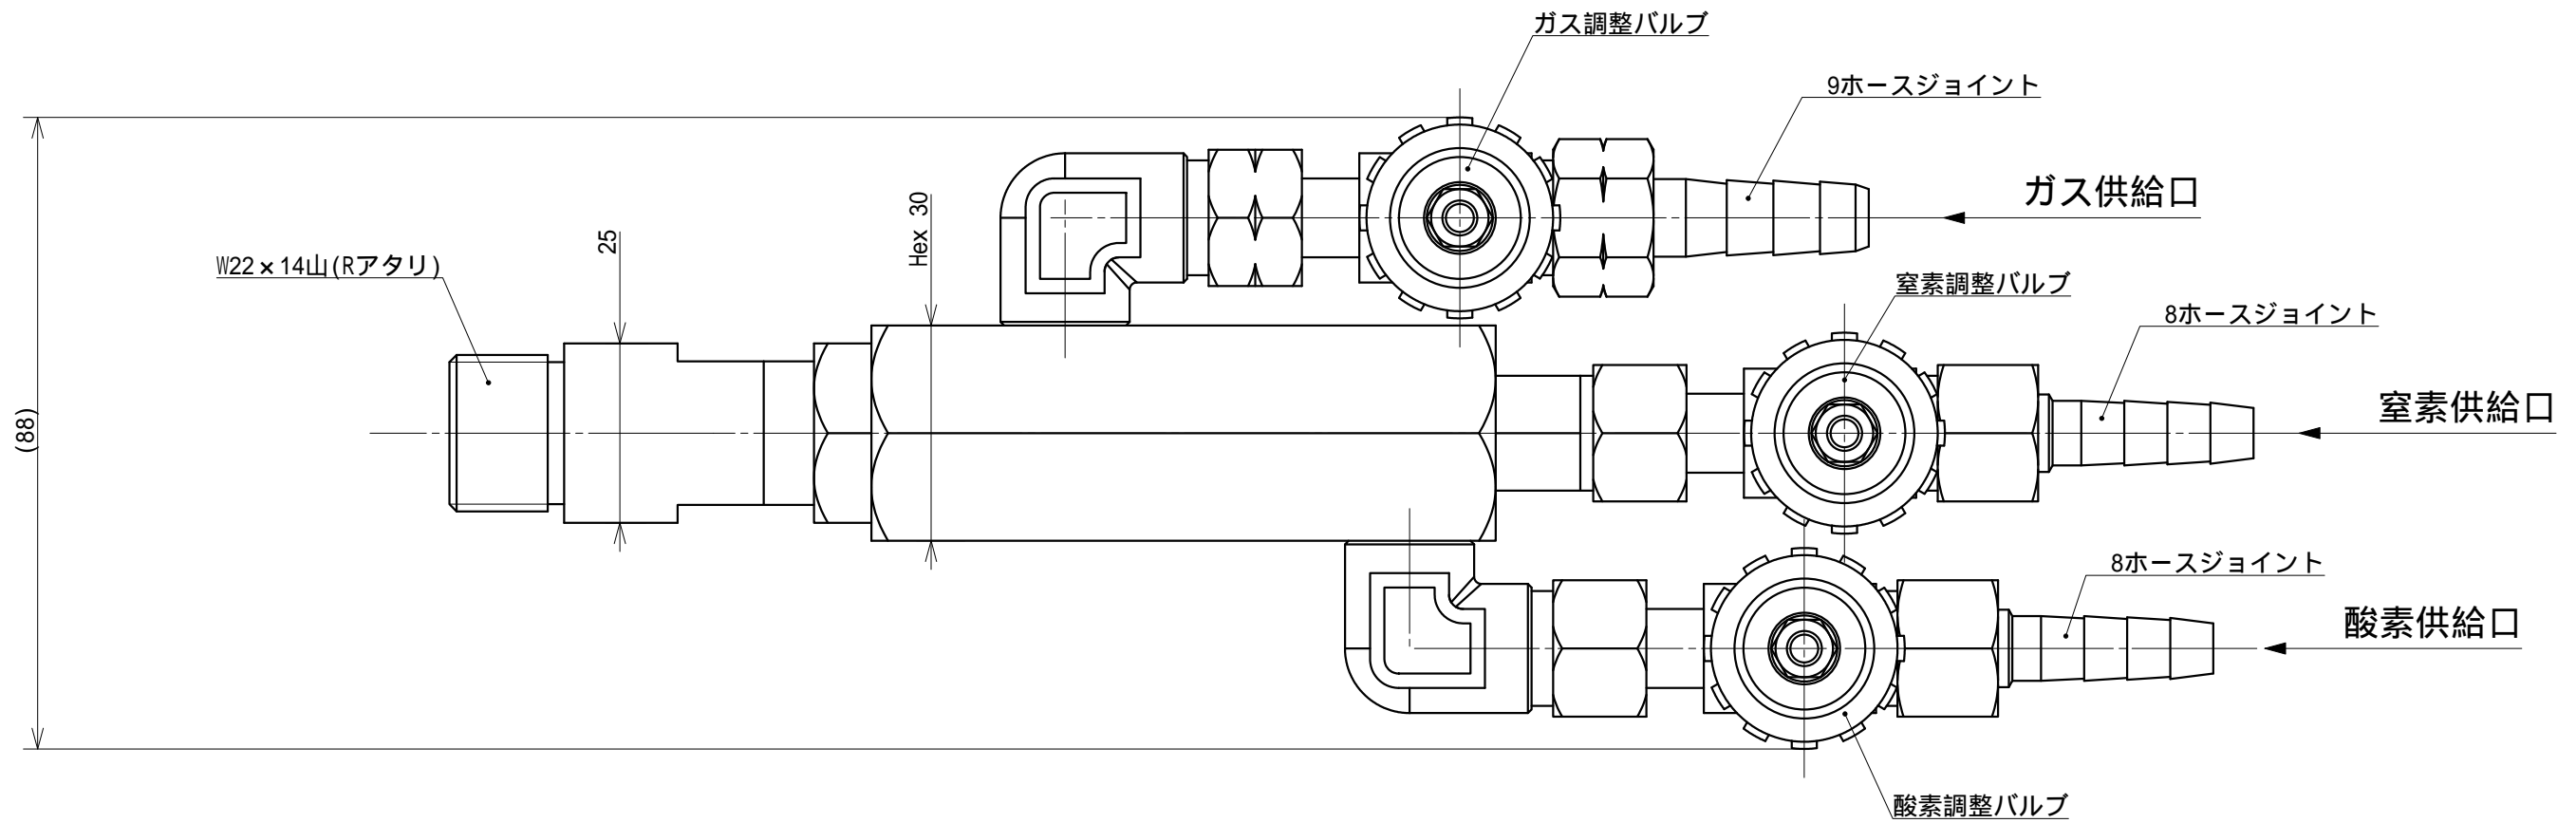 ガス調整バルブ
9ホースジョイント
ガス供給口
Hex 30
25
W22×14山(Rアタリ)
窒素調整バルブ
8ホースジョイント
窒素供給口
(88)
8ホースジョイント
酸素供給口
酸素調整バルブ